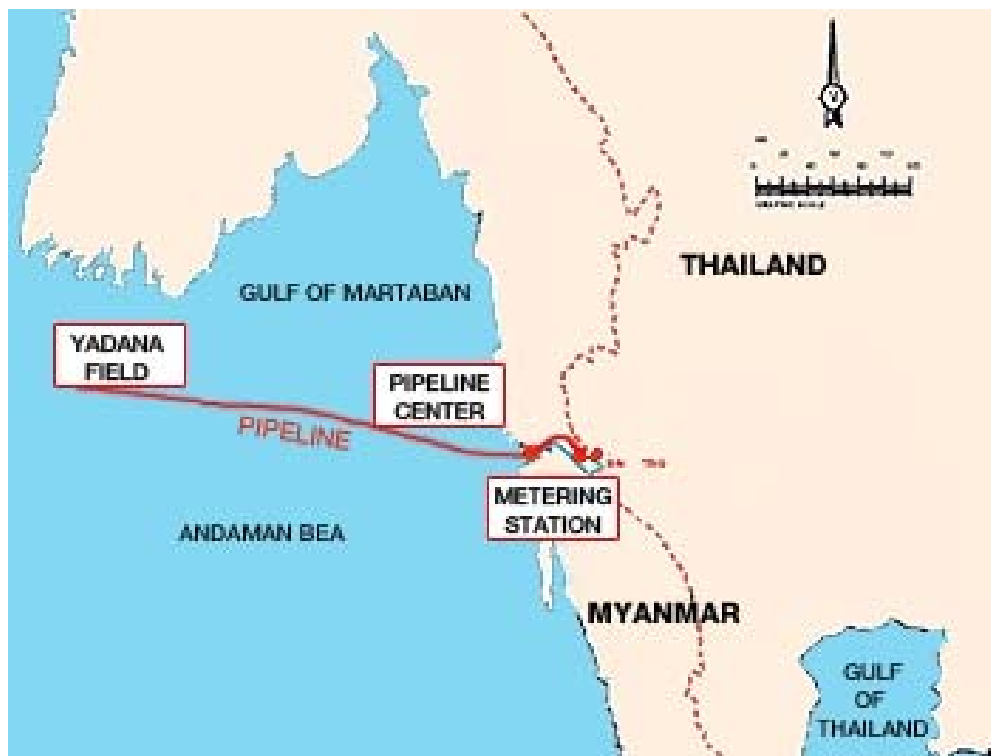 THAILAND
GULF OF MARTABAN
YADANA
FIELD
PIPELINE
CENTER
PIPELINE
METERING
STATION
ANDAMAN BEA
MYANMAR
GULF
OF
THAILAND